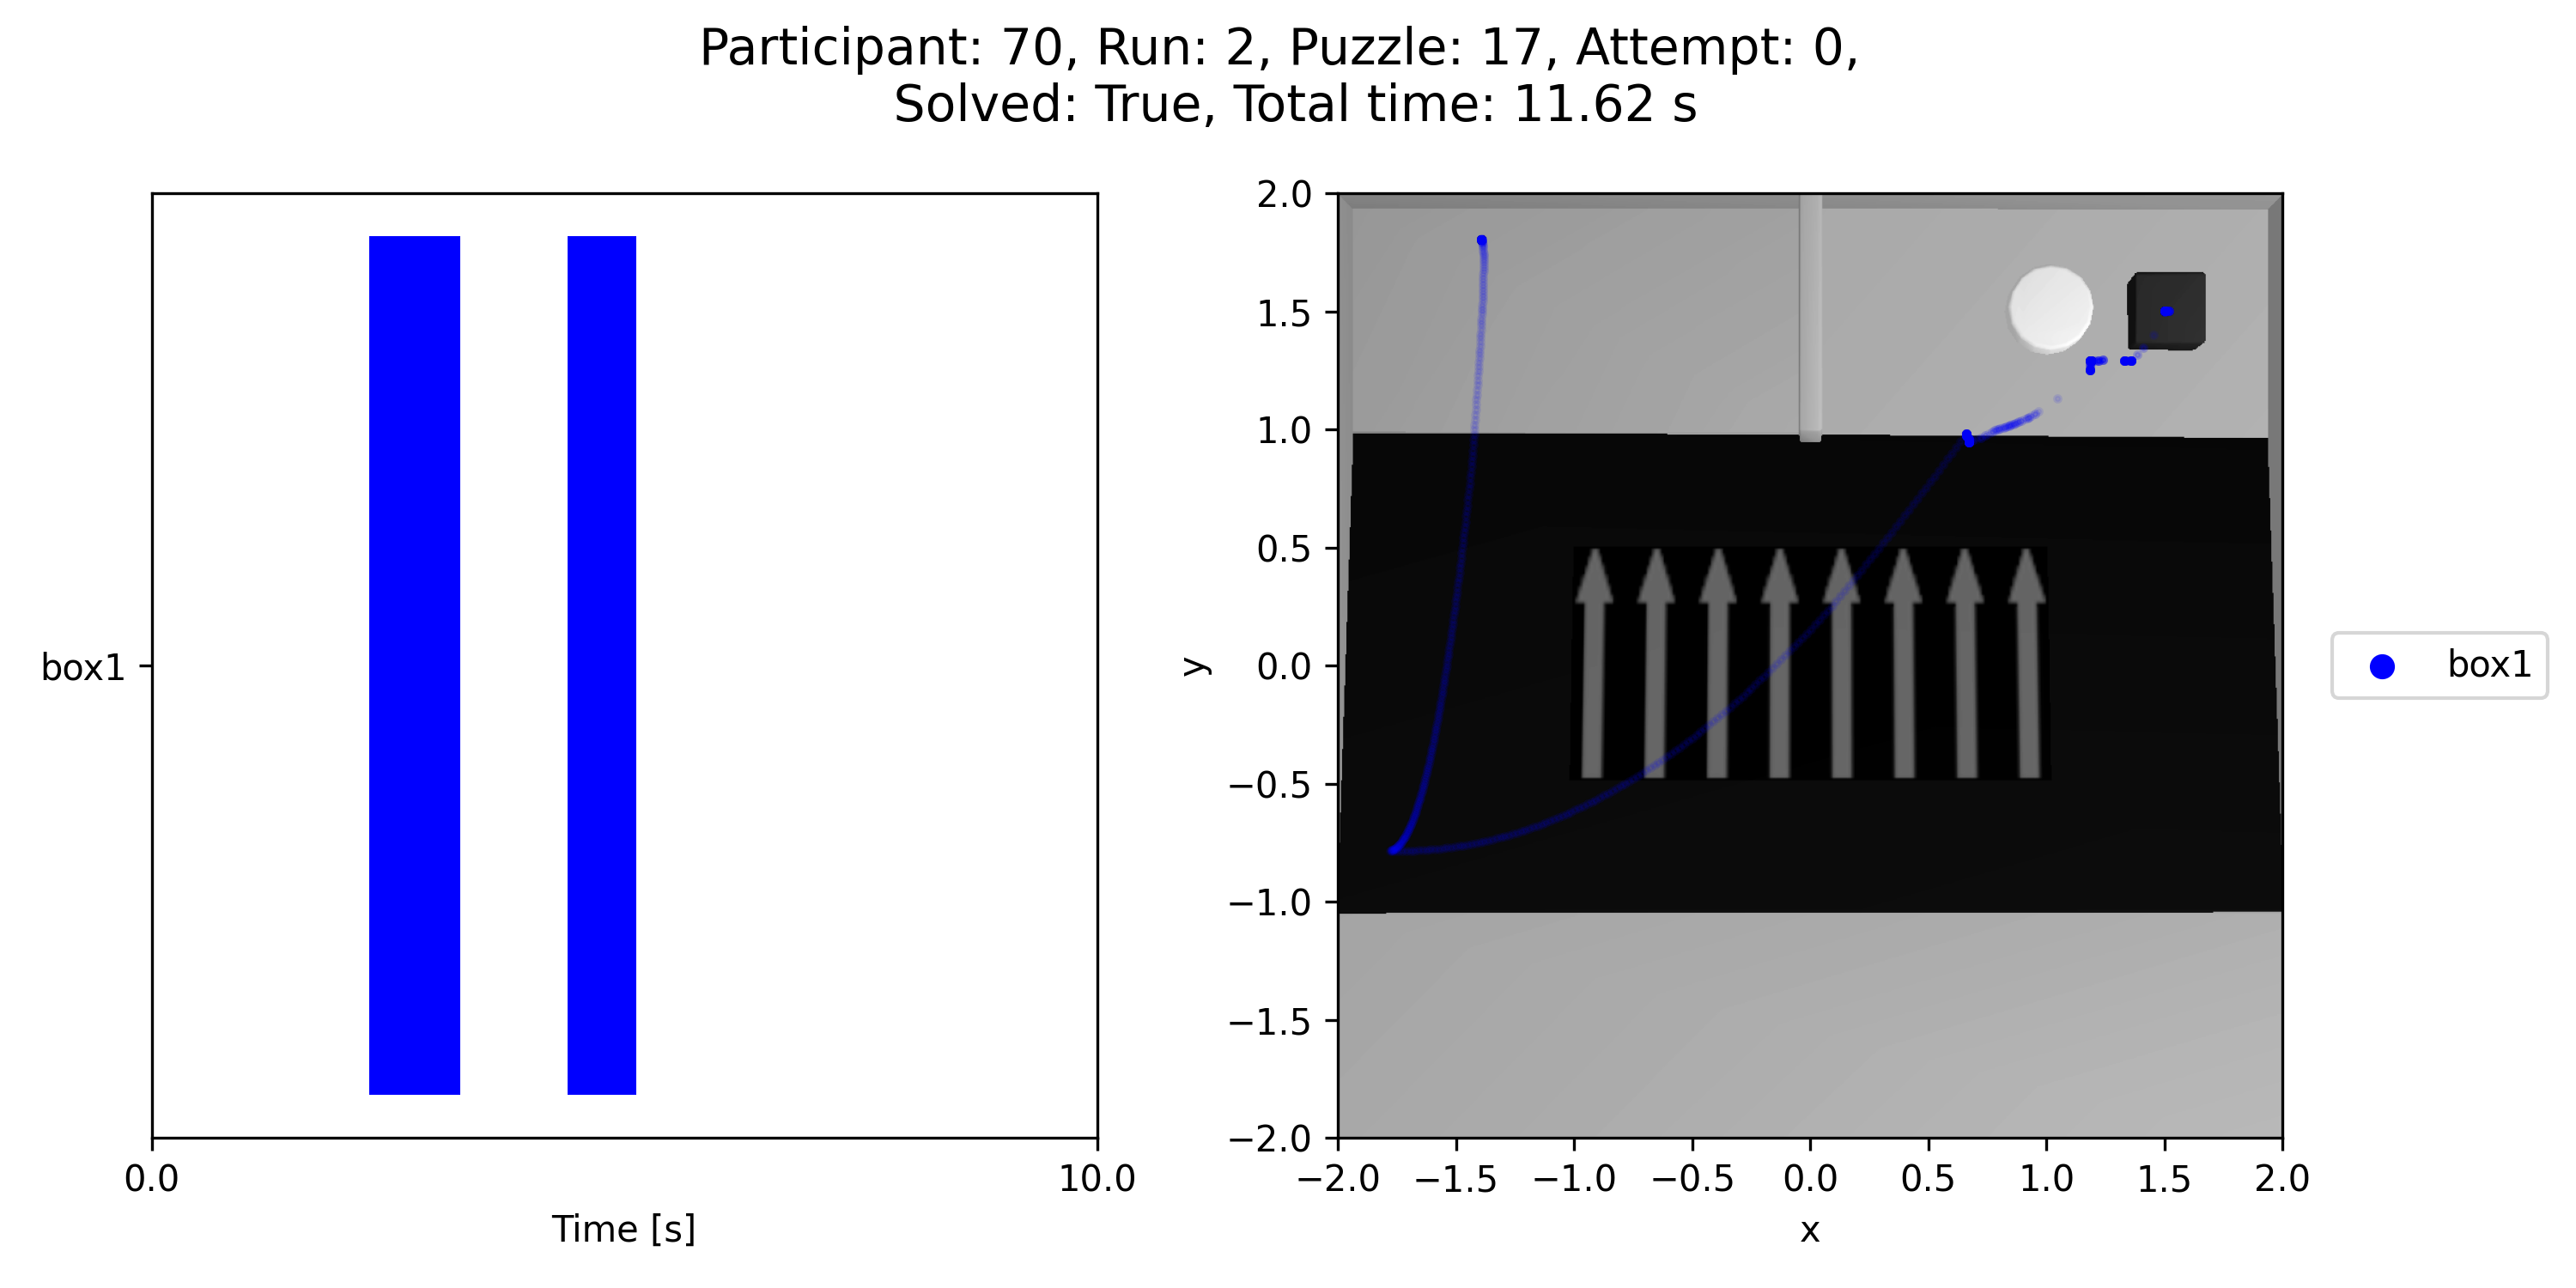 Participant: 70, Run: 2, Puzzle: 17, Attempt: 0,
Solved: True, Total time: 11.62 s
box1
0.0
10.0
Time [s]
2.0
1.5
1.0
0.5
0.0
−0.5
−1.0
−1.5
−2.0
y
−2.0 −1.5 −1.0 −0.5 0.0 0.5 1.0 1.5 2.0
x
box1